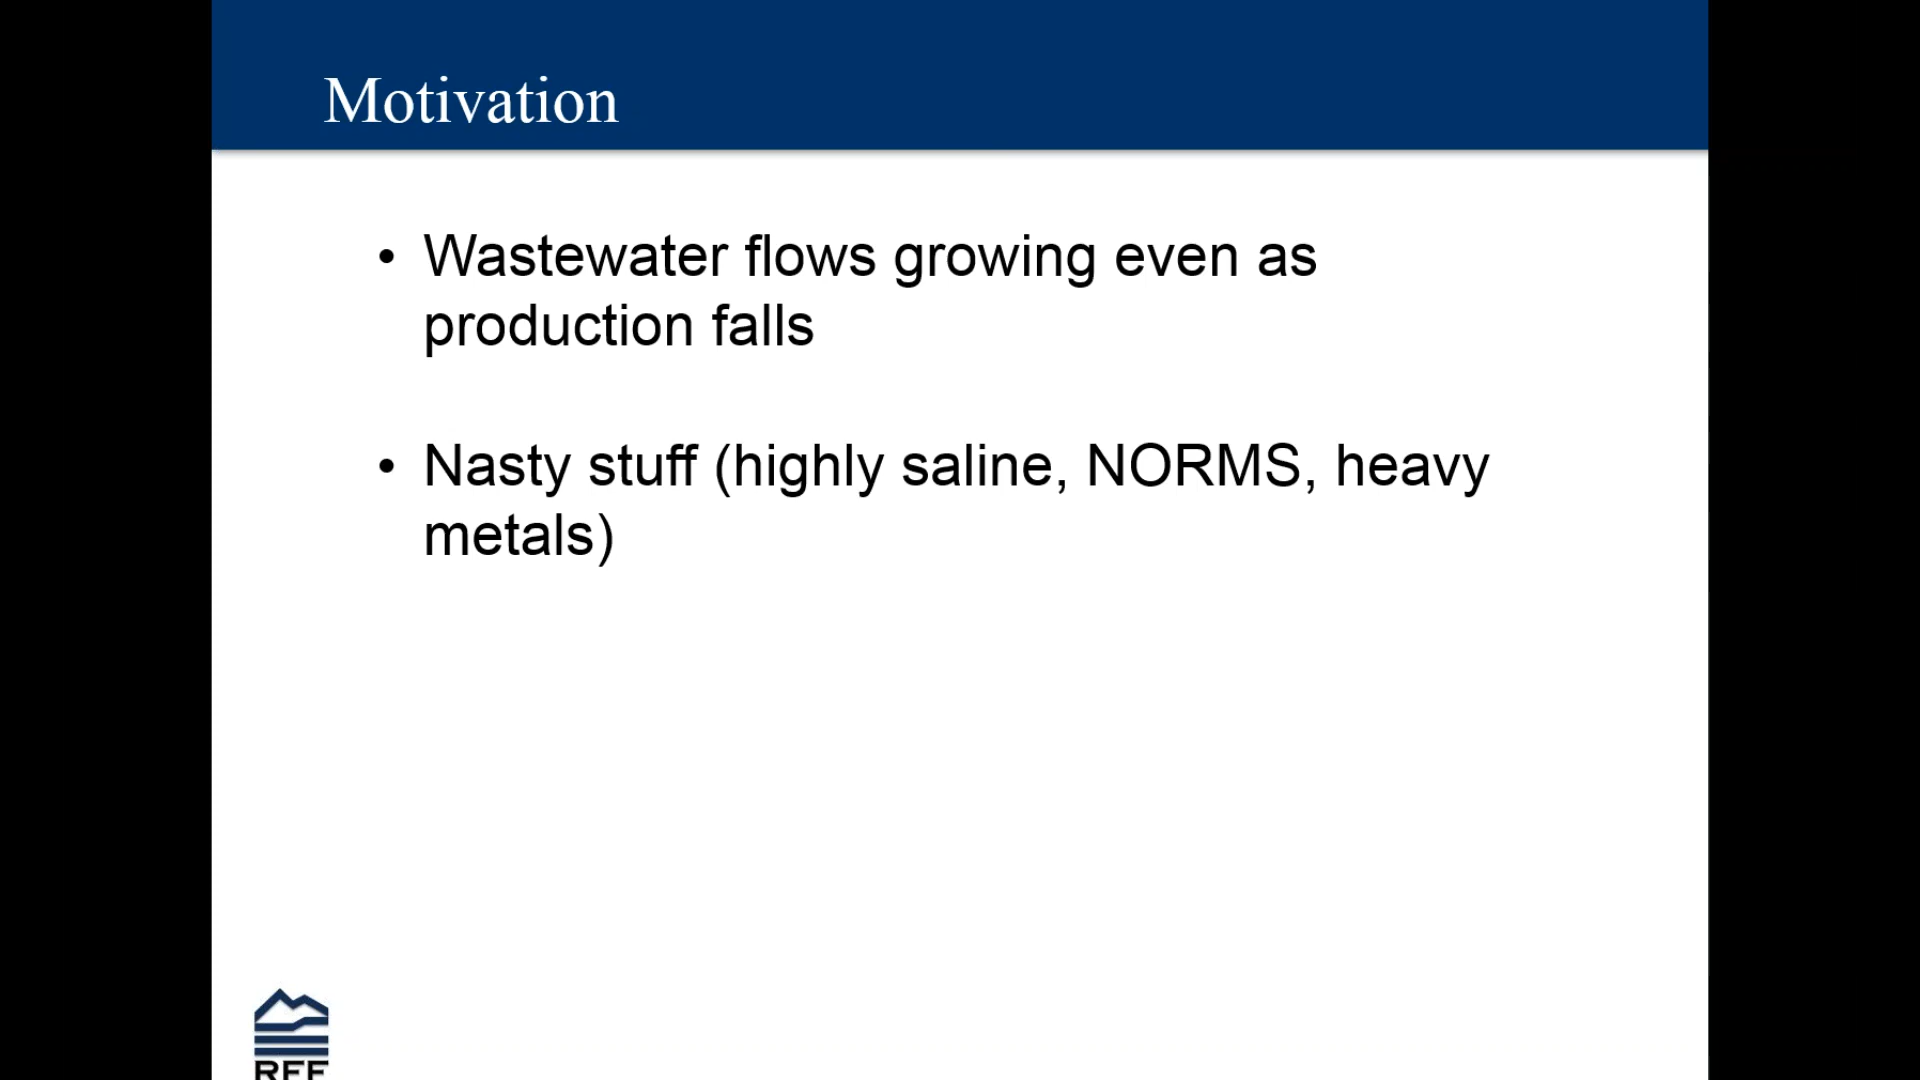 Motivation
• Wastewater flows growing even as
production falls
• Nasty stuff (highly saline, NORMS, heavy
metals)
RFF